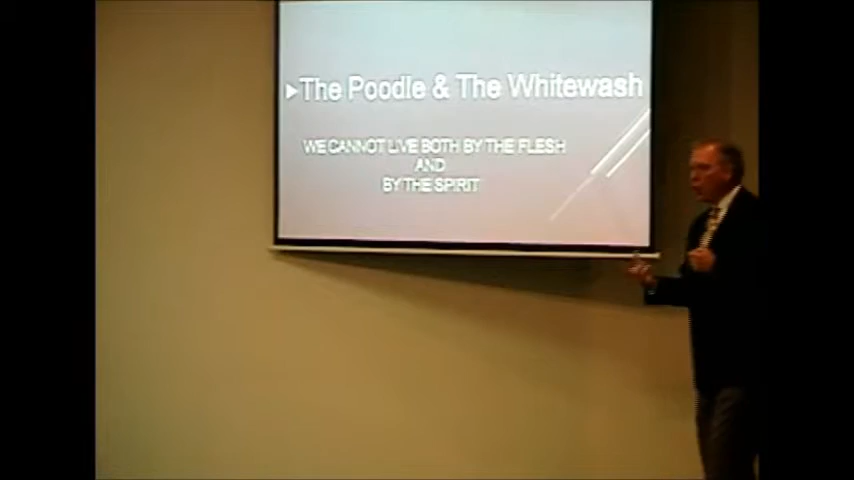 The Poodle & The Whitewash
WE CANNOT LIVE BOTH BY THE FLESH
AND
BY THE SPIRIT